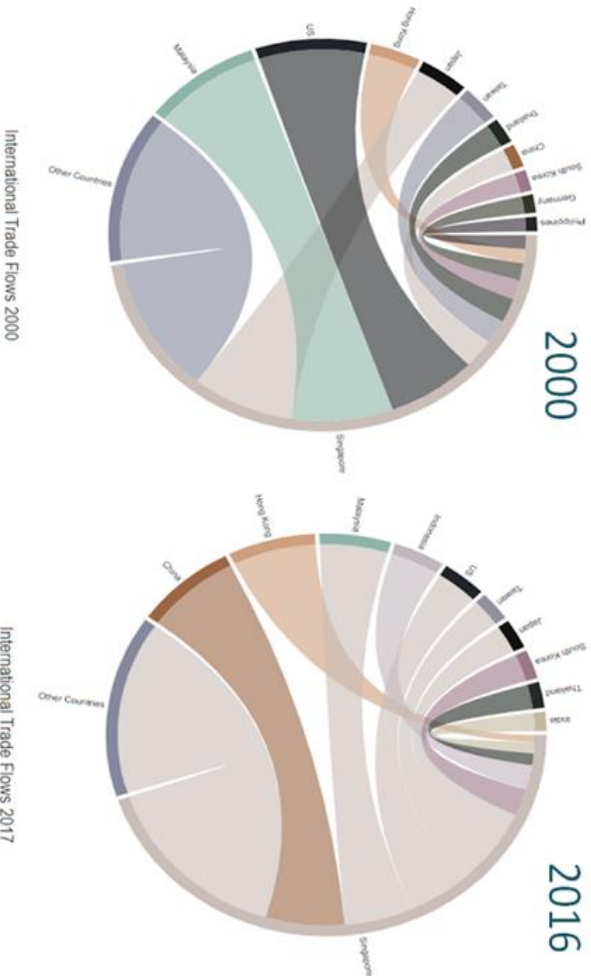 2000
International Trade Flows 2000
Other Countries
Malaysia
US
Hong Kong
Japan
Taiwan
Thailand
China
South Korea
Germany
Philippines
Singapore
2016
International Trade Flows 2017
Other Countries
China
Hong Kong
Malaysia
Indonesia
US
Taiwan
Japan
South Korea
Thailand
India
Singapore